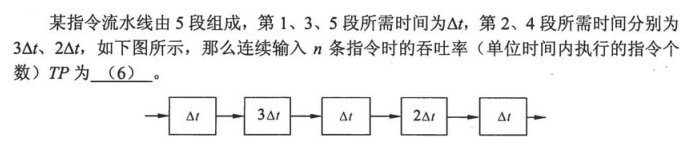 某指令流水线由 5 段组成，第 1、3、5 段所需时间为Δt，第 2、4 段所需时间分别为
3Δt、2Δt，如下图所示，那么连续输入 n 条指令时的吞吐率（单位时间内执行的指令个
数）TP 为 （6） 。
Δt 3Δt Δt 2Δt Δt